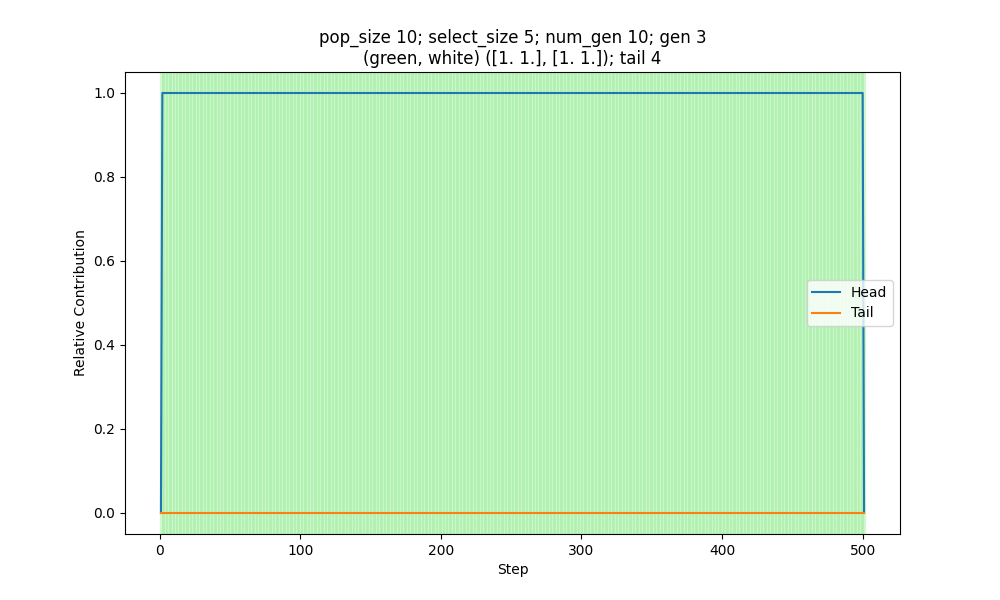 pop_size 10; select_size 5; num_gen 10; gen 3
(green, white) ([1. 1.], [1. 1.]); tail 4
1.0
0.8
0.6
0.4
0.2
0.0
Relative Contribution
Head
Tail
0 100 200 300 400 500
Step